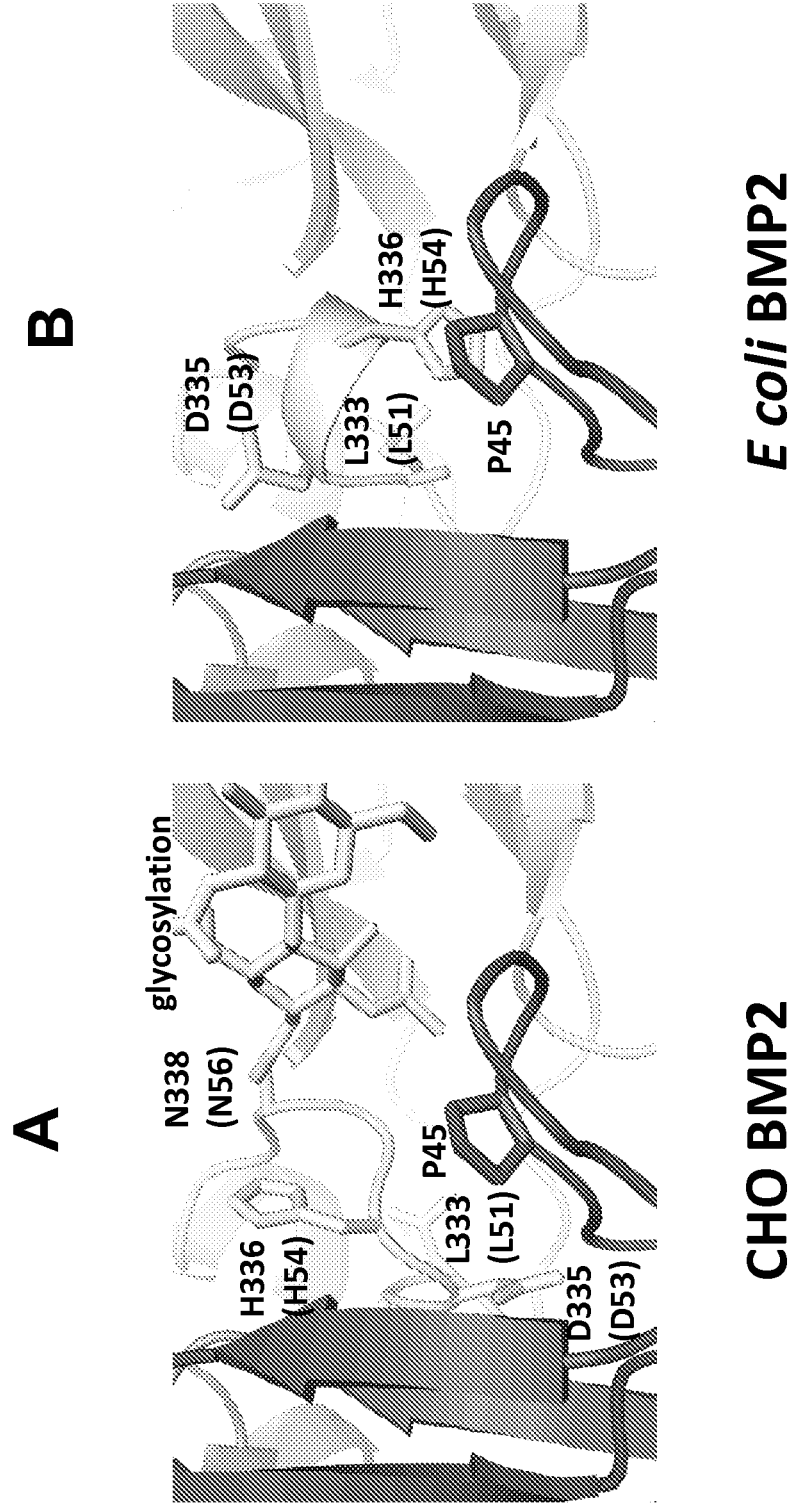 A
glycosylation
N338
(N56)
H336
(H54)
P45
L333
(L51)
D335
(D53)
CHO BMP2
B
D335
(D53)
H336
(H54)
L333
(L51)
P45
E coli BMP2